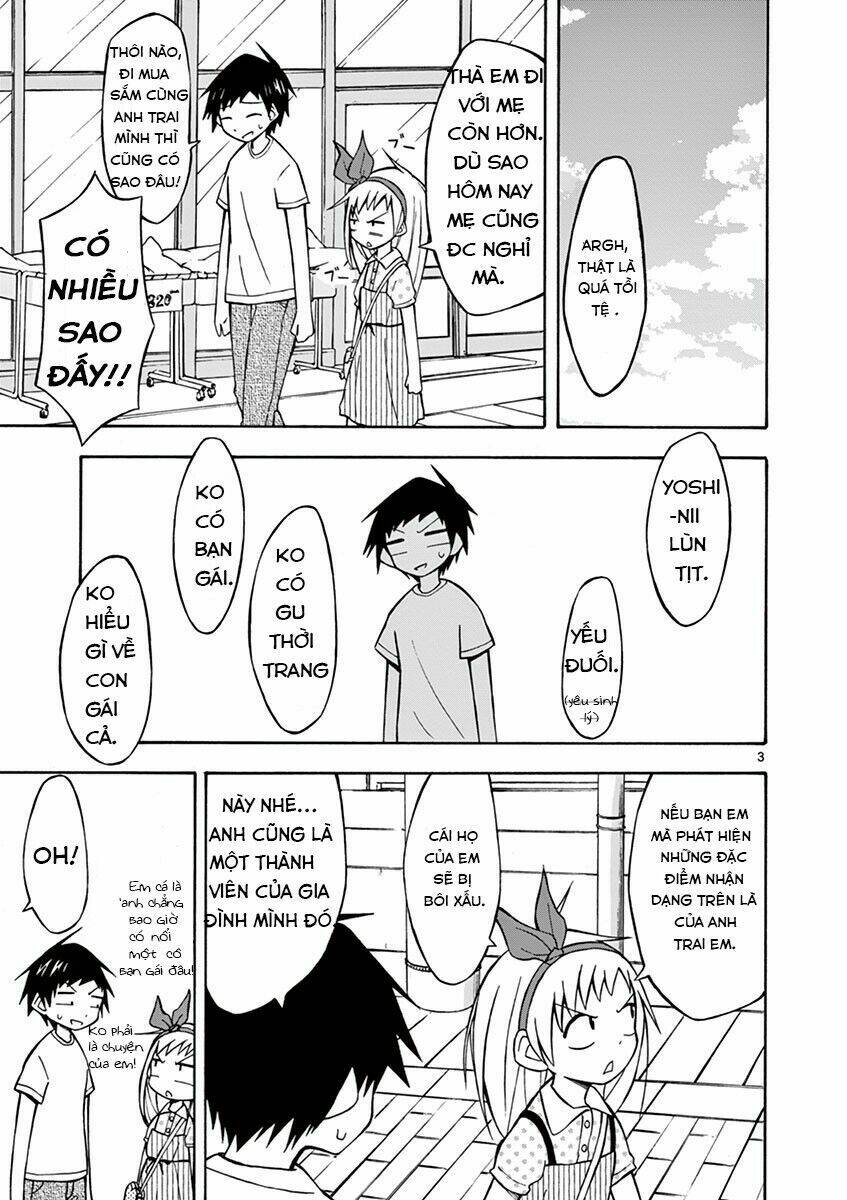 ARGH,
THẬT LÀ
QUÁ TỒI
TỆ .
THÀ EM ĐI
VỚI MẸ
CÒN HƠN.
DÙ SAO
HÔM NAY
MẸ CŨNG
ĐC NGHỈ
MÀ.
THÔI NÀO,
ĐI MUA
SẮM CÙNG
ANH TRAI
MÌNH THÌ
CŨNG CÓ
SAO ĐÂU!
ブー
ブー
320
CÓ
NHIỀU
SAO
ĐẤY!!
YOSHI
-NII
LÙN
TỊT.
YẾU
ĐUỐI.
(yếu sinh
lý)
KO
CÓ
GU
THỜI
TRANG
KO
CÓ
BẠN
GÁI.
KO
HIỂU
GÌ VỀ
CON
GÁI
CẢ.
3
NẾU BẠN EM
MÀ PHÁT HIỆN
NHỮNG ĐẶC
ĐIỂM NHẬN
DẠNG TRÊN LÀ
CỦA ANH
TRAI EM.
CÁI HỌ
CỦA EM
SẼ BỊ
BÔI XẤU.
NÀY NHÉ...
ANH CŨNG LÀ
MỘT THÀNH
VIÊN CỦA GIA
ĐÌNH MÌNH ĐÓ.
OH!
Em cá là
'anh chẳng
bao giờ
có nổi
một cô
bạn gái đâu!
Ko phải
là chuyện
của em!